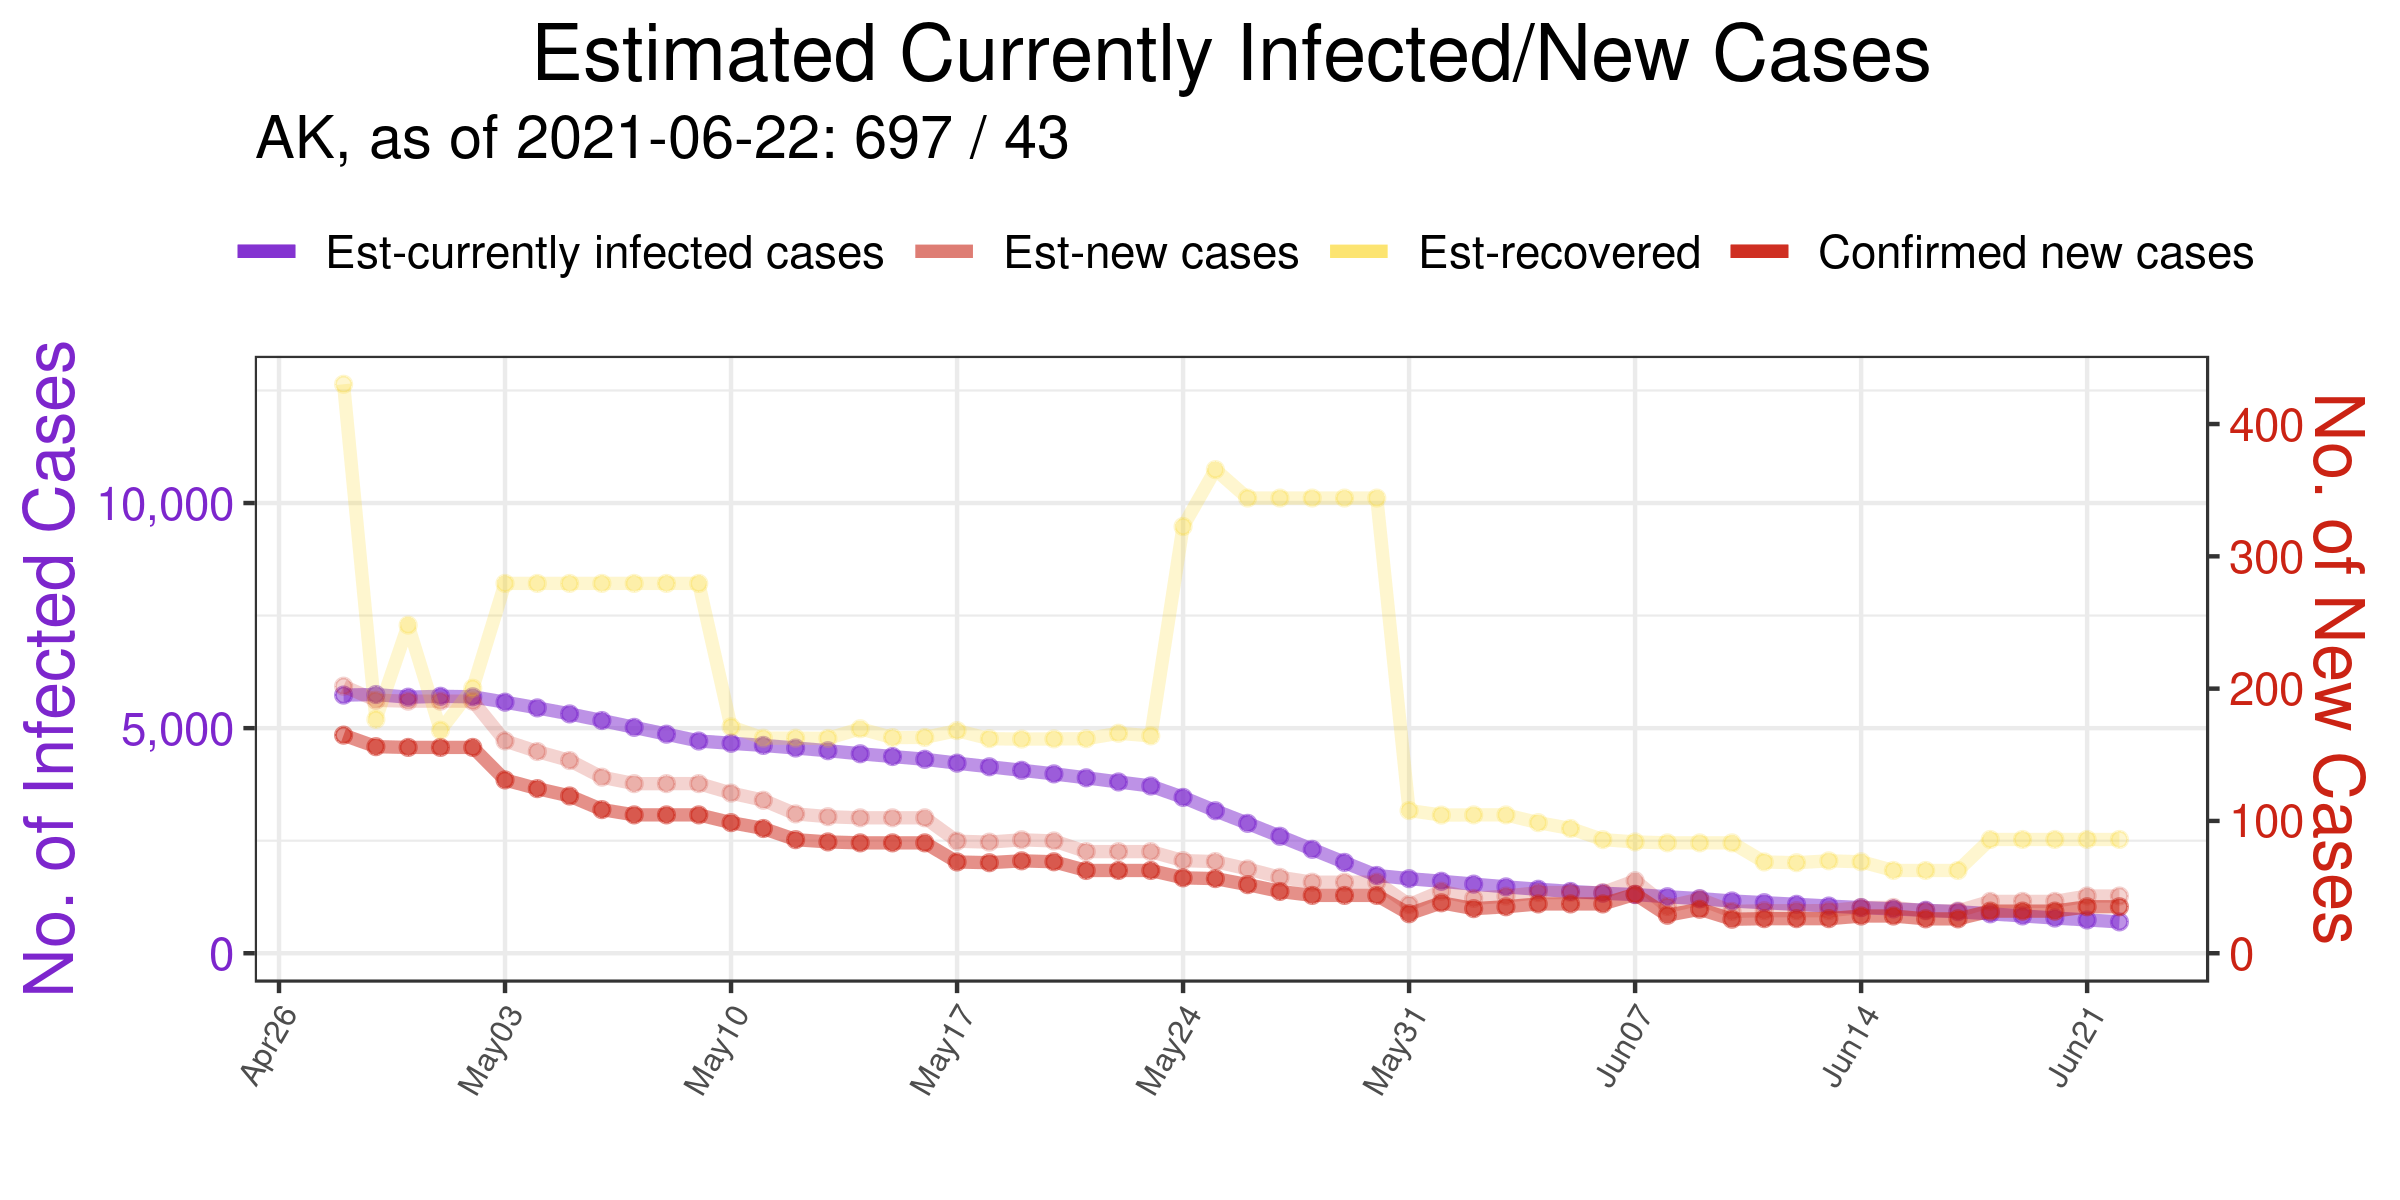 Estimated Currently Infected/New Cases
AK, as of 2021-06-22: 697 / 43
Est-currently infected cases
Est-new cases
Est-recovered
Confirmed new cases
No. of Infected Cases
10,000
5,000
0
No. of New Cases
400
300
200
100
0
Apr26
May03
May10
May17
May24
May31
Jun07
Jun14
Jun21